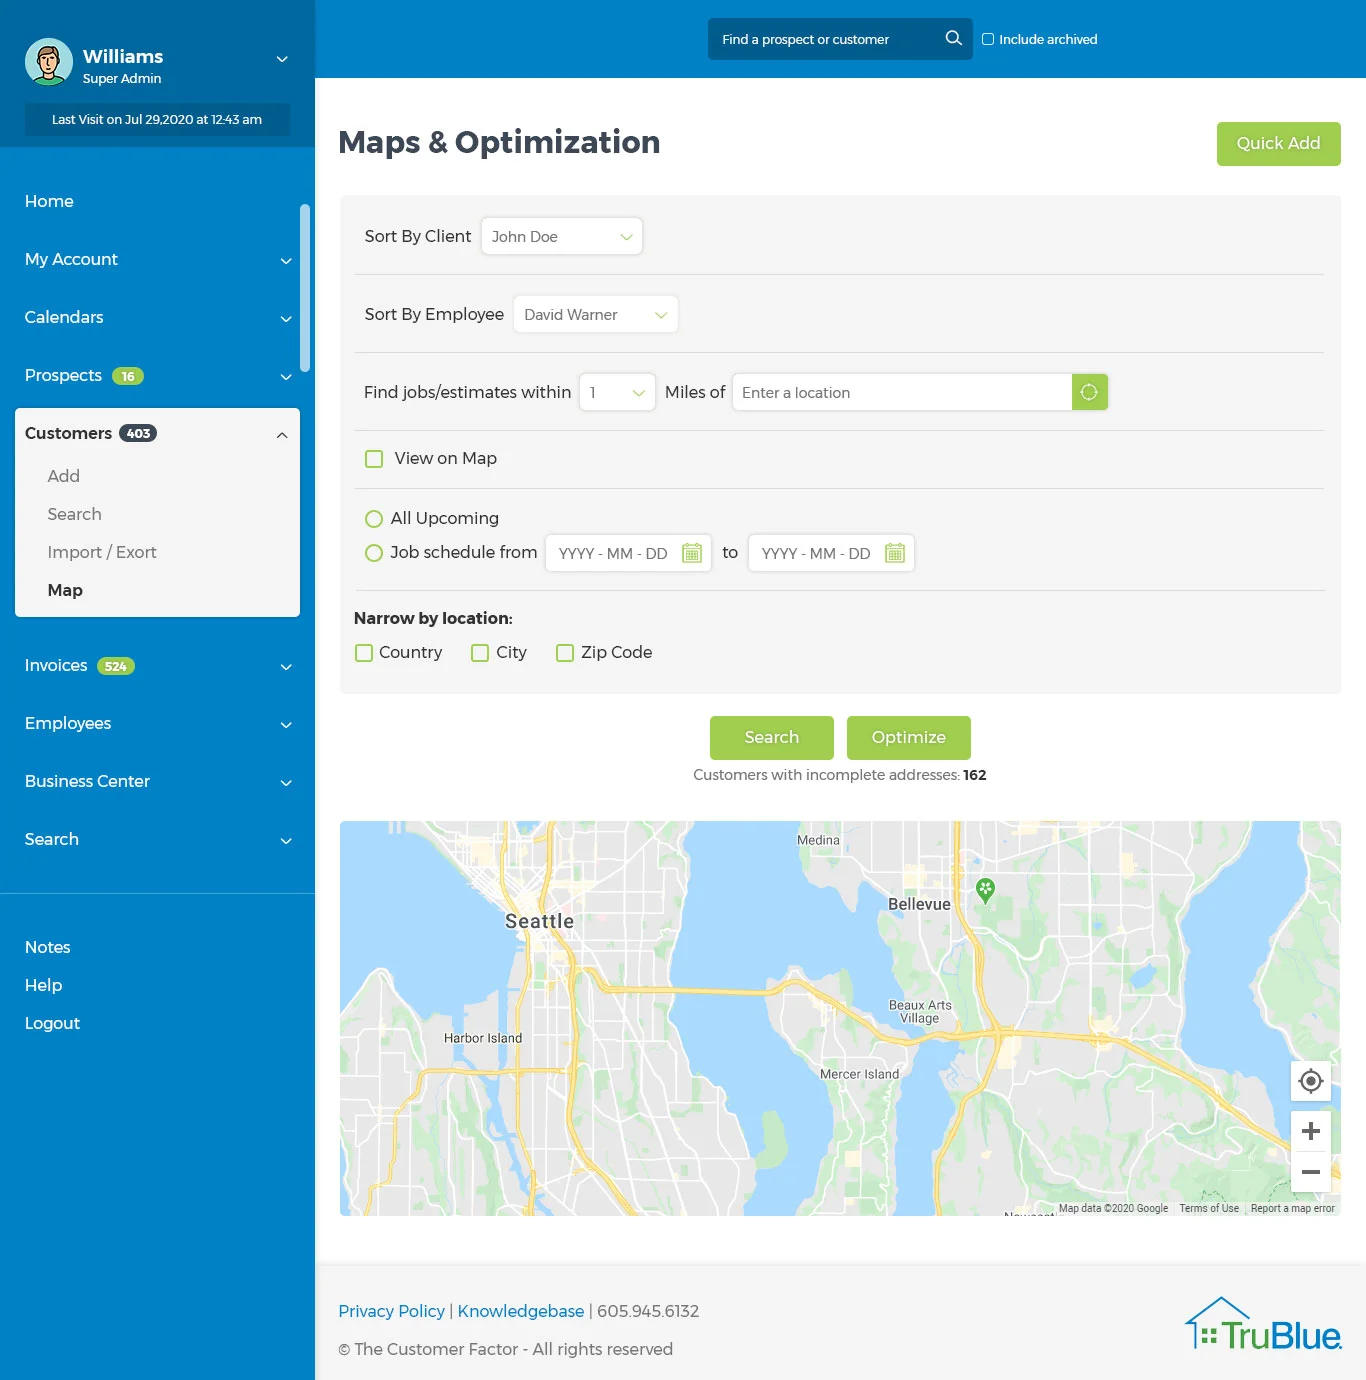 Williams
Super Admin
Last Visit on Jul 29,2020 at 12:43 am
Find a prospect or customer
Include archived
Home
My Account
Calendars
Prospects 16
Customers 403
Add
Search
Import / Exort
Map
Invoices 524
Employees
Business Center
Search
Notes
Help
Logout
Maps & Optimization
Quick Add
Sort By Client John Doe
Sort By Employee David Warner
Find jobs/estimates within 1 Miles of Enter a location
View on Map
All Upcoming
Job schedule from YYYY - MM - DD to YYYY - MM - DD
Narrow by location:
Country City Zip Code
Search Optimize
Customers with incomplete addresses: 162
Medina
Bellevue
Seattle
Beaux Arts
Village
Harbor Island
Mercer Island
Map data ©2020 Google Terms of Use Report a map error
Privacy Policy | Knowledgebase | 605.945.6132
© The Customer Factor - All rights reserved
TruBlue